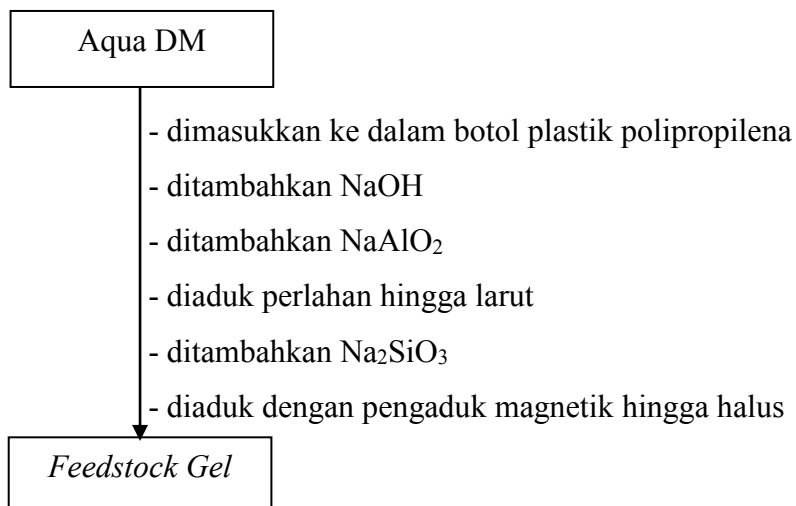 Aqua DM
- dimasukkan ke dalam botol plastik polipropilena
- ditambahkan NaOH
- ditambahkan NaAlO₂
- diaduk perlahan hingga larut
- ditambahkan Na₂SiO₃
- diaduk dengan pengaduk magnetik hingga halus
Feedstock Gel